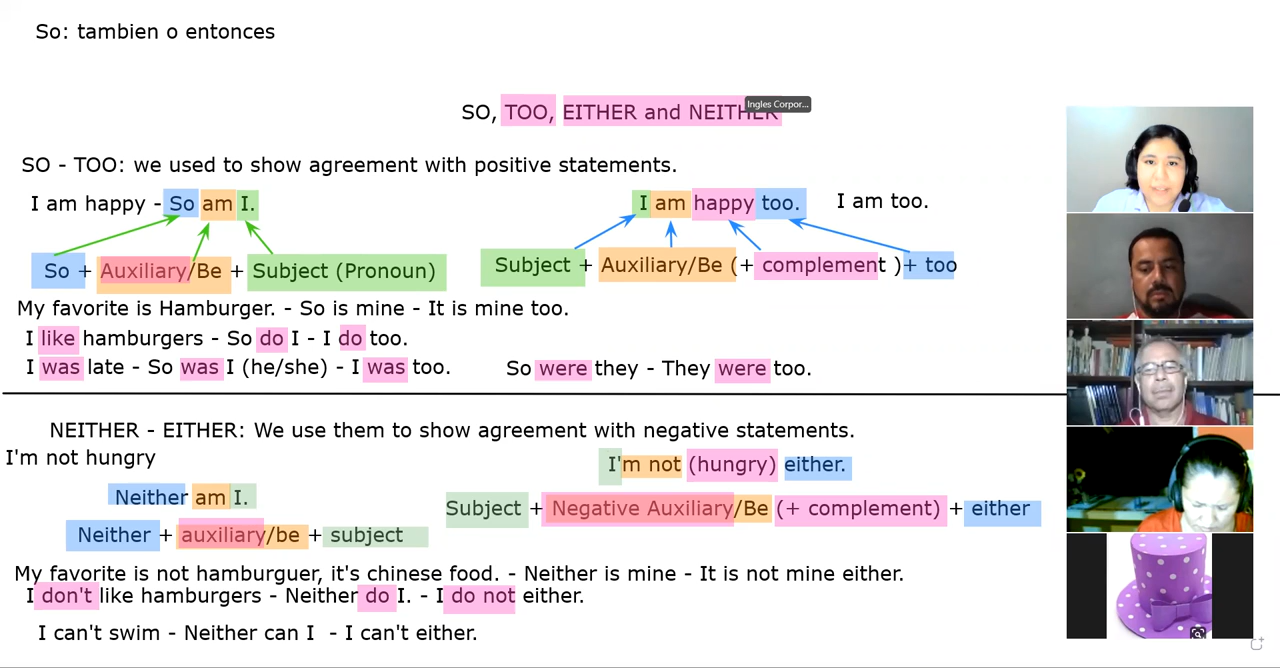 So: tambien o entonces
Ingles Corpor...
SO, TOO, EITHER and NEITHER
SO - TOO: we used to show agreement with positive statements.
I am happy - So am I.
I am happy too.
I am too.
So + Auxiliary/Be + Subject (Pronoun)
Subject + Auxiliary/Be (+ complement )+ too
My favorite is Hamburger. - So is mine - It is mine too.
I like hamburgers - So do I - I do too.
I was late - So was I (he/she) - I was too.
So were they - They were too.
NEITHER - EITHER: We use them to show agreement with negative statements.
I'm not hungry
I'm not (hungry) either.
Neither am I.
Subject + Negative Auxiliary/Be (+ complement) + either
Neither + auxiliary/be + subject
My favorite is not hamburguer, it's chinese food. - Neither is mine - It is not mine either.
I don't like hamburgers - Neither do I. - I do not either.
I can't swim - Neither can I - I can't either.